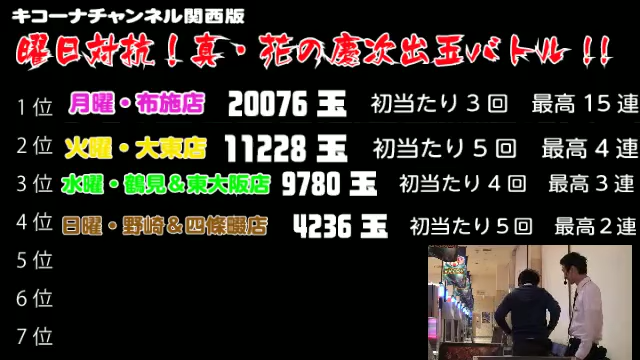 キコーナチャンネル関西版
曜日対抗！真・花の慶次出玉バトル！！
1位 月曜・布施店 20076 玉 初当たり3回 最高15連
2位 火曜・大東店 11228 玉 初当たり5回 最高4連
3位 水曜・鶴見＆東大阪店 9780 玉 初当たり4回 最高3連
4位 日曜・野崎＆四條畷店 4236 玉 初当たり5回 最高2連
5位
6位
7位